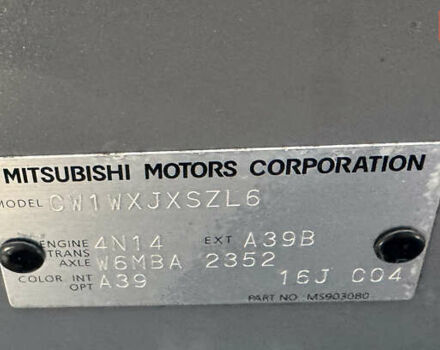 MITSUBISHI MOTORS CORPORATION
MODEL CW1WXJXSZL6
ENGINE 4N14 EXT A39B
TRANS AXLE W6MBA 2352
COLOR INT OPT A39 16J C04
PART NO MS903080